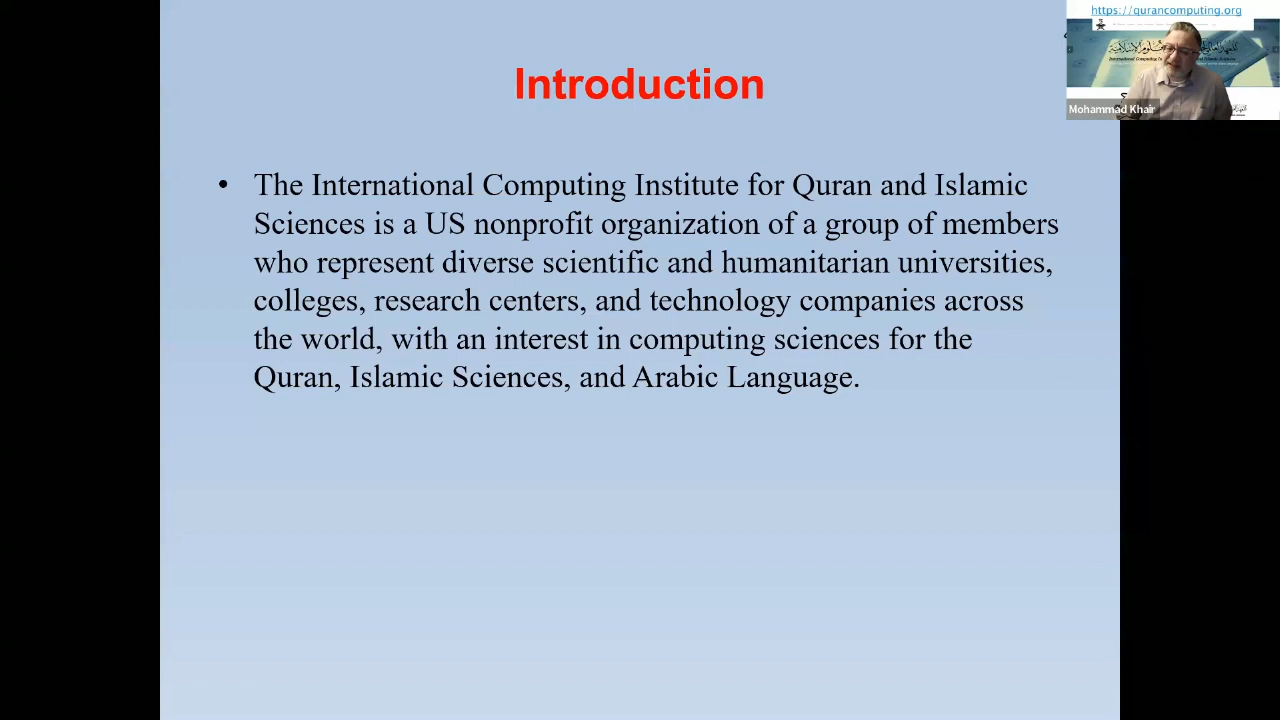 https://qurancomputing.org
Mohammad Khair
Introduction
• The International Computing Institute for Quran and Islamic
Sciences is a US nonprofit organization of a group of members
who represent diverse scientific and humanitarian universities,
colleges, research centers, and technology companies across
the world, with an interest in computing sciences for the
Quran, Islamic Sciences, and Arabic Language.